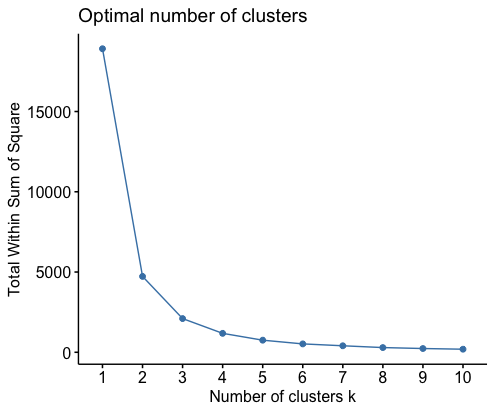 Optimal number of clusters
Total Within Sum of Square
15000
10000
5000
0
1 2 3 4 5 6 7 8 9 10
Number of clusters k